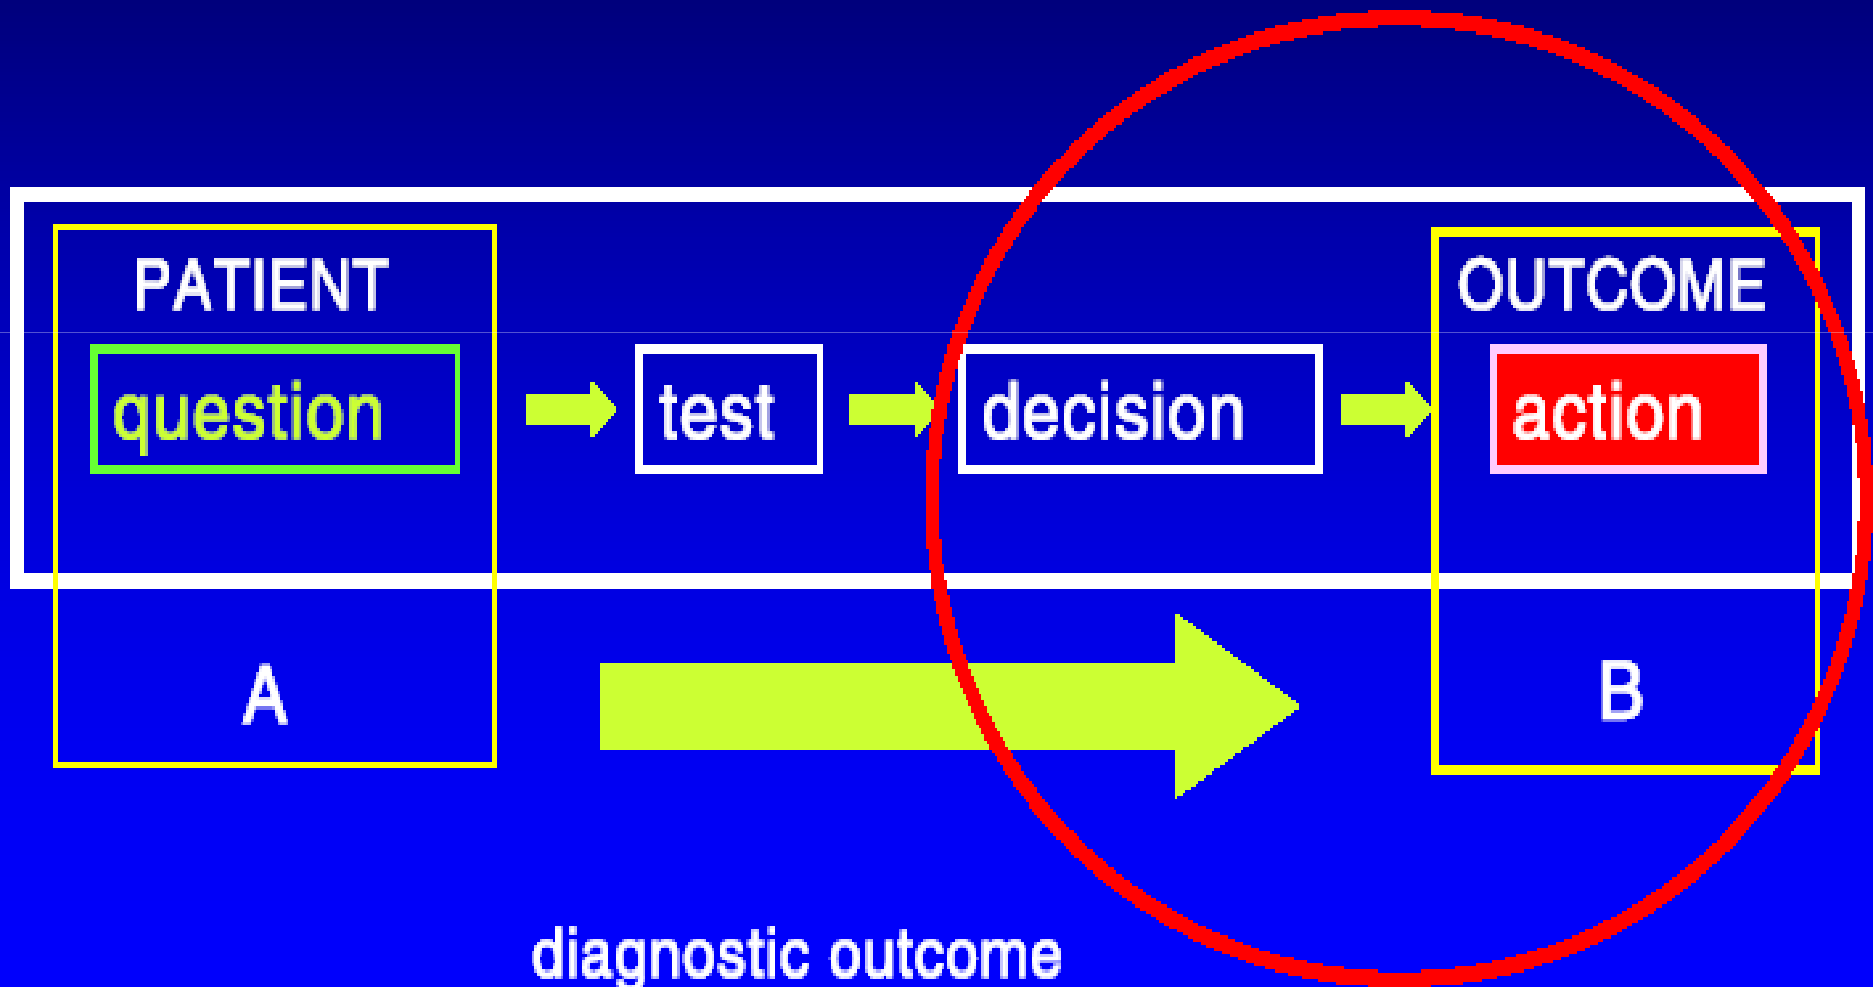 PATIENT
OUTCOME
question
test
decision
action
A
B
diagnostic outcome